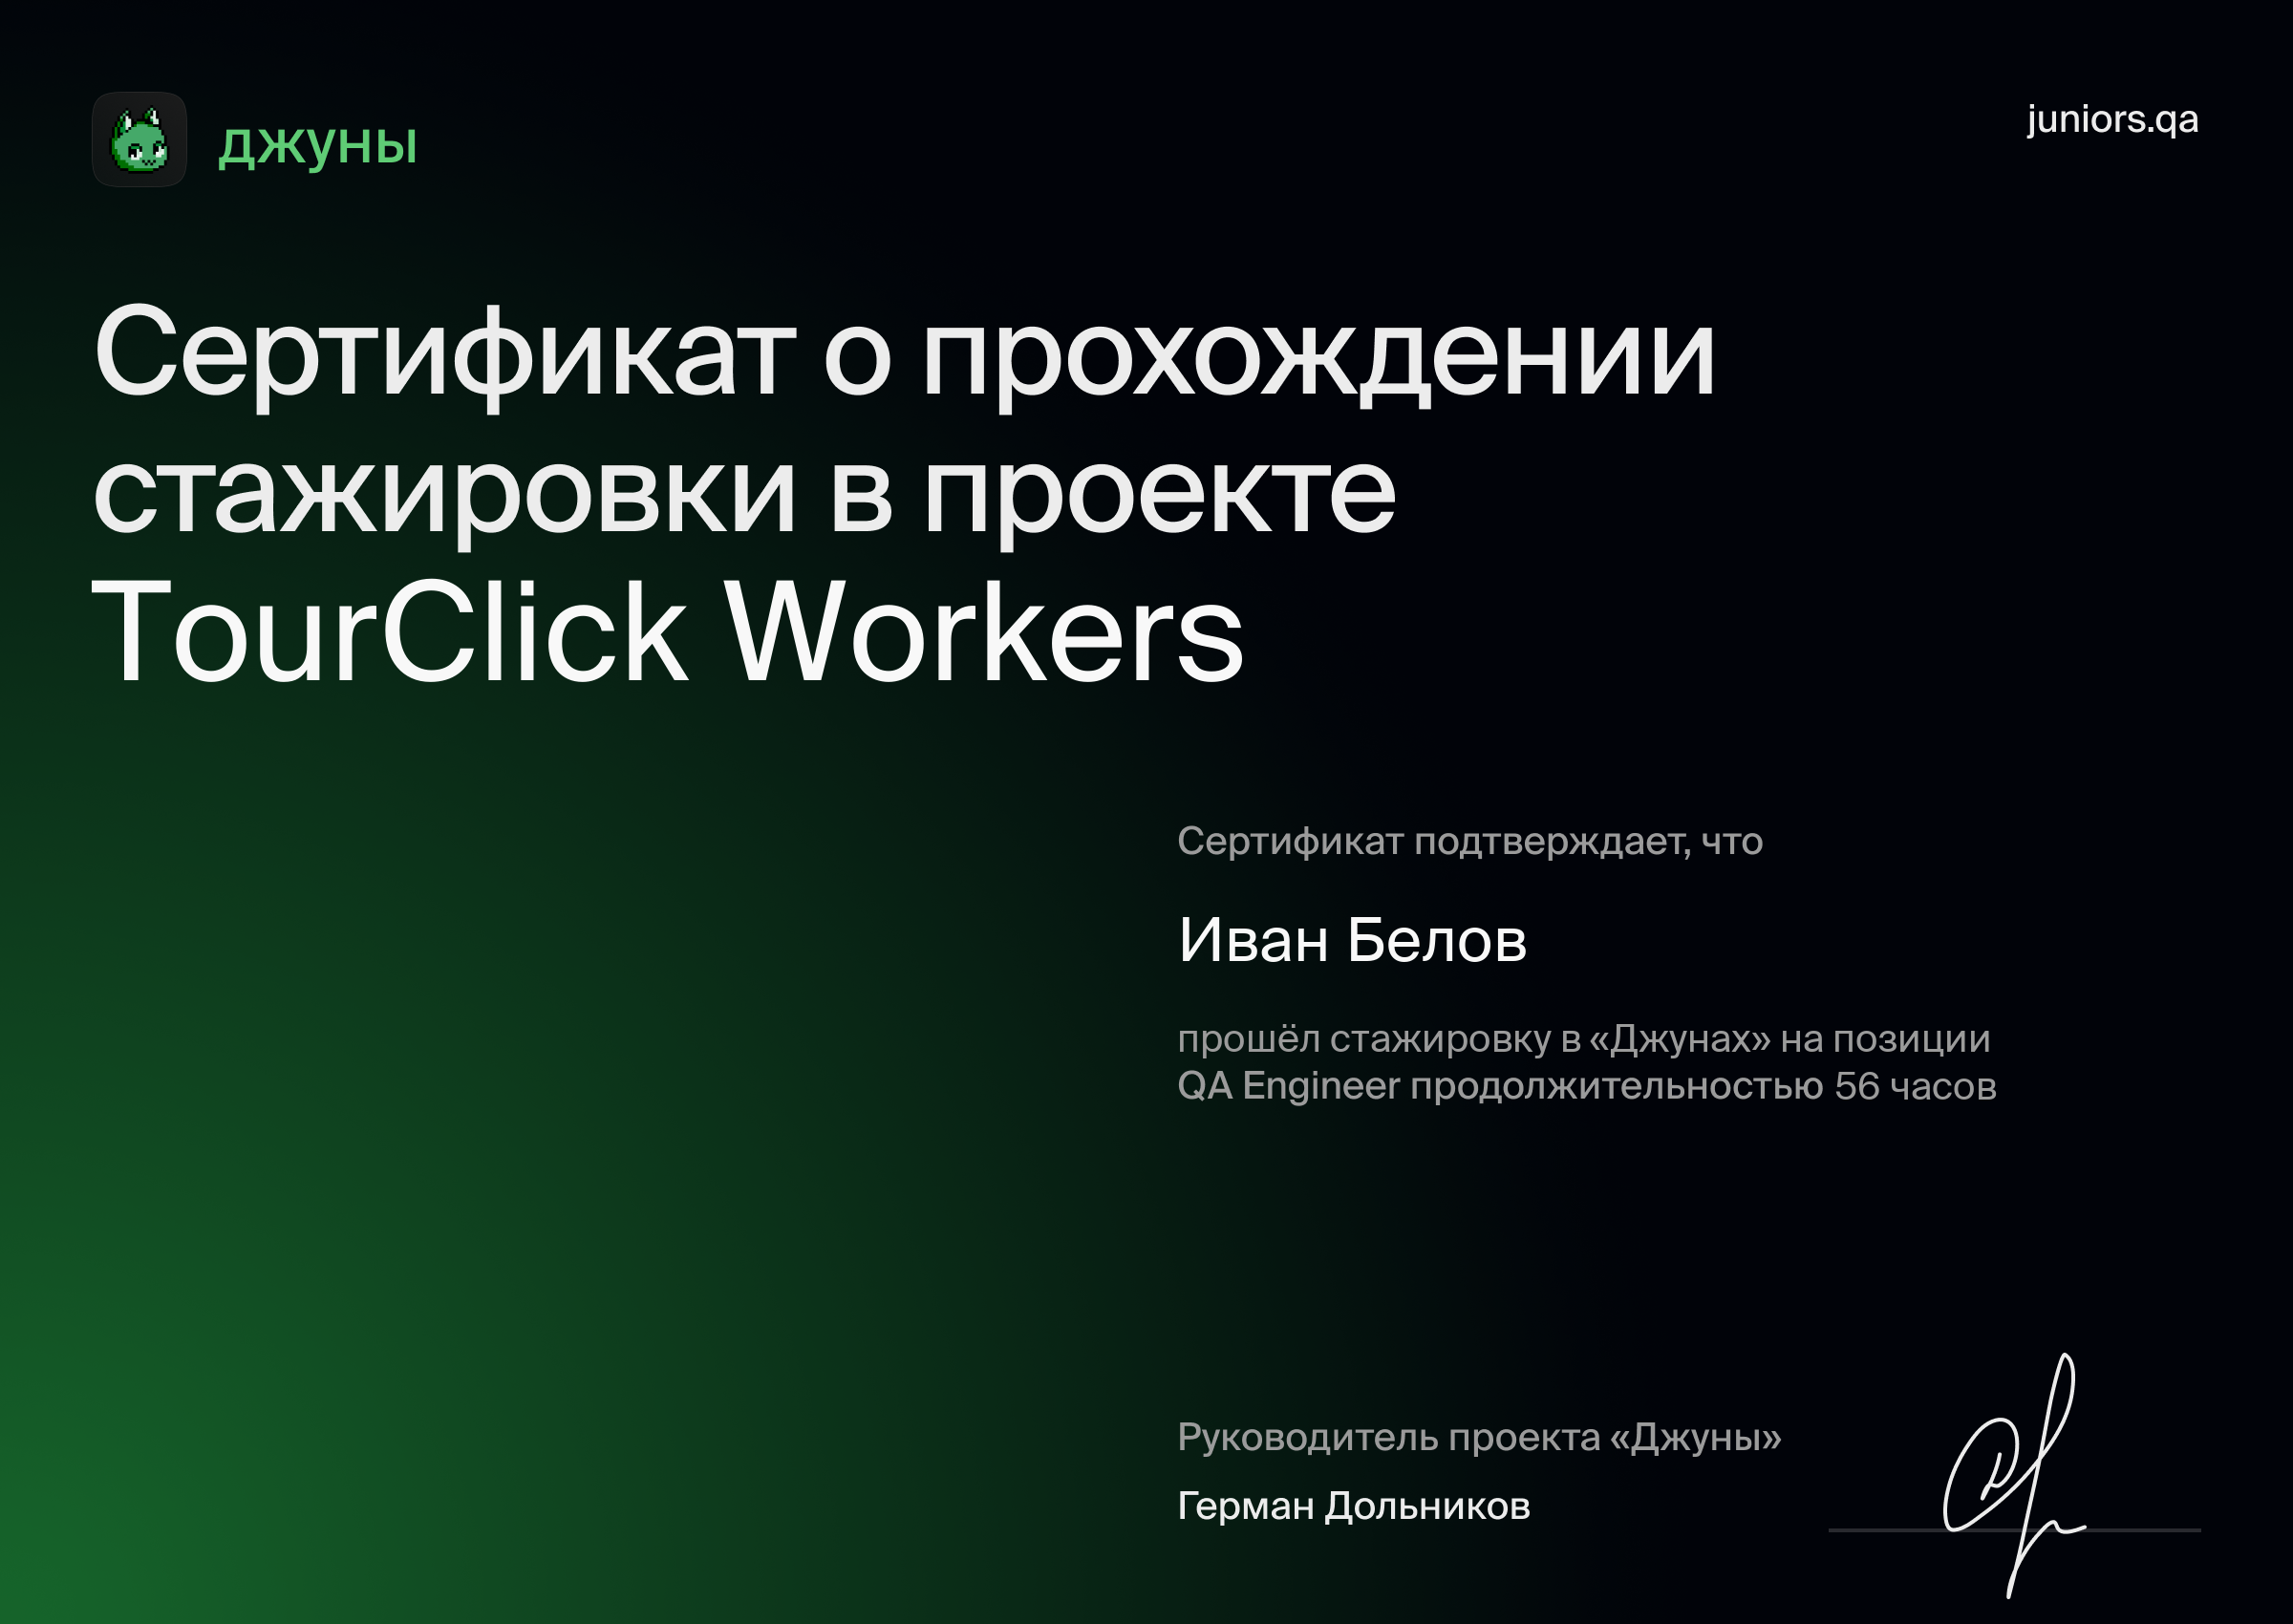 джуны
juniors.qa
Сертификат о прохождении
стажировки в проекте
TourClick Workers
Сертификат подтверждает, что
Иван Белов
прошёл стажировку в «Джунах» на позиции
QA Engineer продолжительностью 56 часов
Руководитель проекта «Джуны»
Герман Дольников